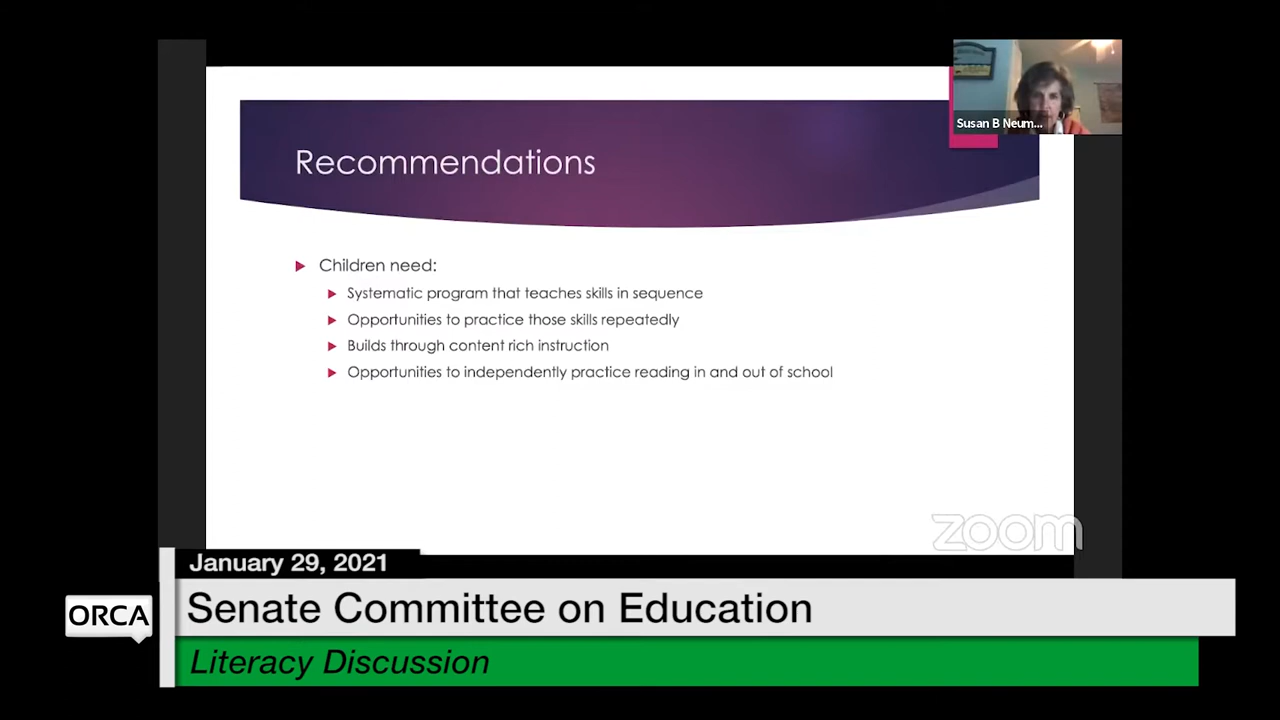 Susan B Neum...
Recommendations
Children need:
Systematic program that teaches skills in sequence
Opportunities to practice those skills repeatedly
Builds through content rich instruction
Opportunities to independently practice reading in and out of school
zoom
January 29, 2021
ORCA
Senate Committee on Education
Literacy Discussion